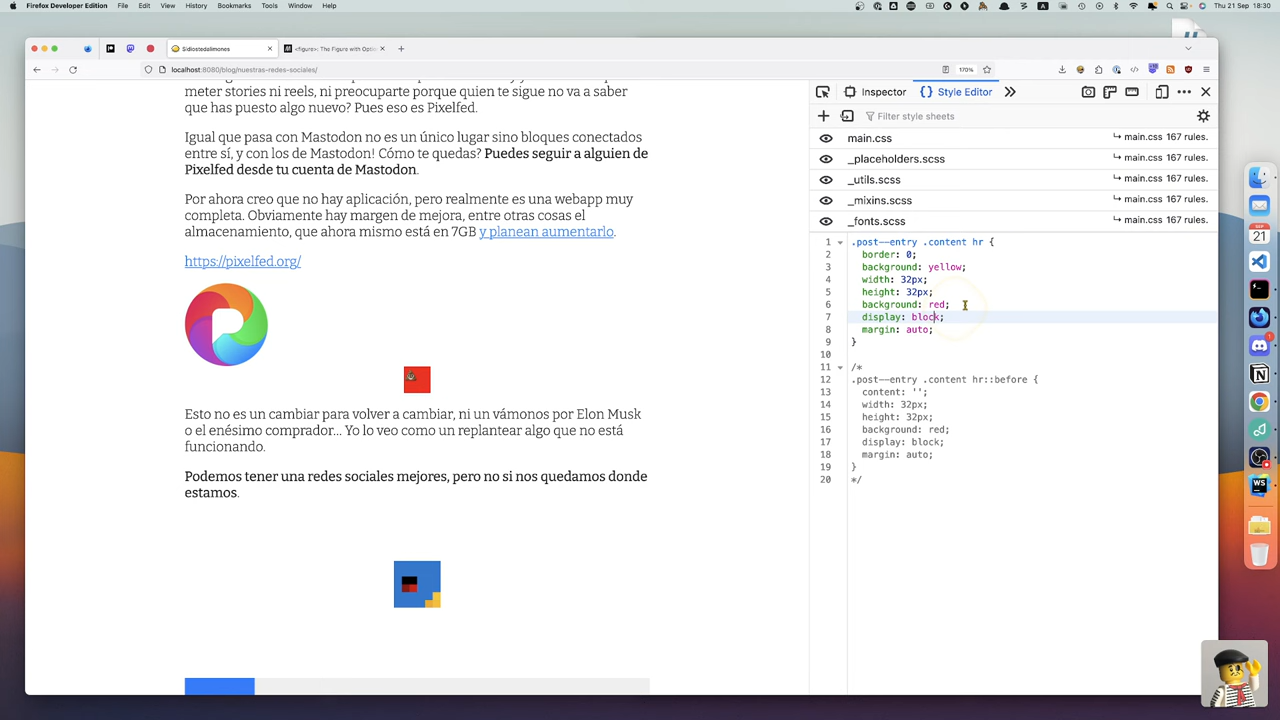 Firefox Developer Edition File Edit View History Bookmarks Tools Window Help
Thu 21 Sep 18:30
Sidiostedalimones
<figure>: The Figure with Opti
localhost:8080/blog/nuestras-redes-sociales/
170%
meter stories ni reels, ni preocuparte porque quien te sigue no va a saber
que has puesto algo nuevo? Pues eso es Pixelfed.
Igual que pasa con Mastodon no es un único lugar sino bloques conectados
entre sí, y con los de Mastodon! Cómo te quedas? Puedes seguir a alguien de
Pixelfed desde tu cuenta de Mastodon.
Por ahora creo que no hay aplicación, pero realmente es una webapp muy
completa. Obviamente hay margen de mejora, entre otras cosas el
almacenamiento, que ahora mismo está en 7GB y planean aumentarlo.
https://pixelfed.org/
Esto no es un cambiar para volver a cambiar, ni un vámonos por Elon Musk
o el enésimo comprador... Yo lo veo como un replantear algo que no está
funcionando.
Podemos tener una redes sociales mejores, pero no si nos quedamos donde
estamos.
Inspector
Style Editor
Filter style sheets
main.css
main.css 167 rules.
_placeholders.scss
main.css 167 rules.
_utils.scss
main.css 167 rules.
_mixins.scss
main.css 167 rules.
_fonts.scss
main.css 167 rules.
1 .post--entry .content hr {
2 border: 0;
3 background: yellow;
4 width: 32px;
5 height: 32px;
6 background: red;
7 display: block;
8 margin: auto;
9 }
10
11 /*
12 .post--entry .content hr::before {
13 content: '';
14 width: 32px;
15 height: 32px;
16 background: red;
17 display: block;
18 margin: auto;
19 }
20 */
SEP
21